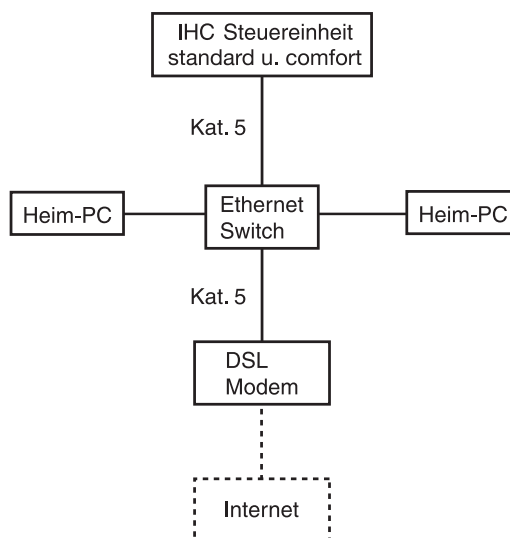 IHC Steuereinheit
standard u. comfort
Kat. 5
Heim-PC
Ethernet
Switch
Heim-PC
Kat. 5
DSL
Modem
Internet